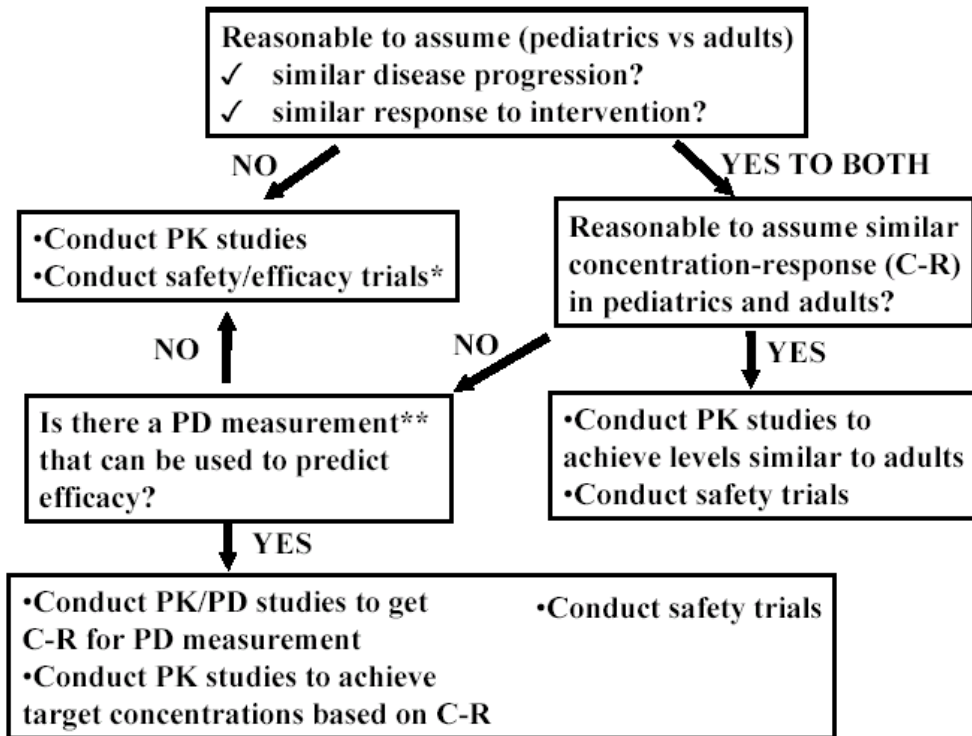 Reasonable to assume (pediatrics vs adults)
✓ similar disease progression?
✓ similar response to intervention?
NO
YES TO BOTH
•Conduct PK studies
•Conduct safety/efficacy trials*
Reasonable to assume similar
concentration-response (C-R)
in pediatrics and adults?
NO
NO
YES
Is there a PD measurement**
that can be used to predict
efficacy?
•Conduct PK studies to
achieve levels similar to adults
•Conduct safety trials
YES
•Conduct PK/PD studies to get
C-R for PD measurement
•Conduct PK studies to achieve
target concentrations based on C-R
•Conduct safety trials